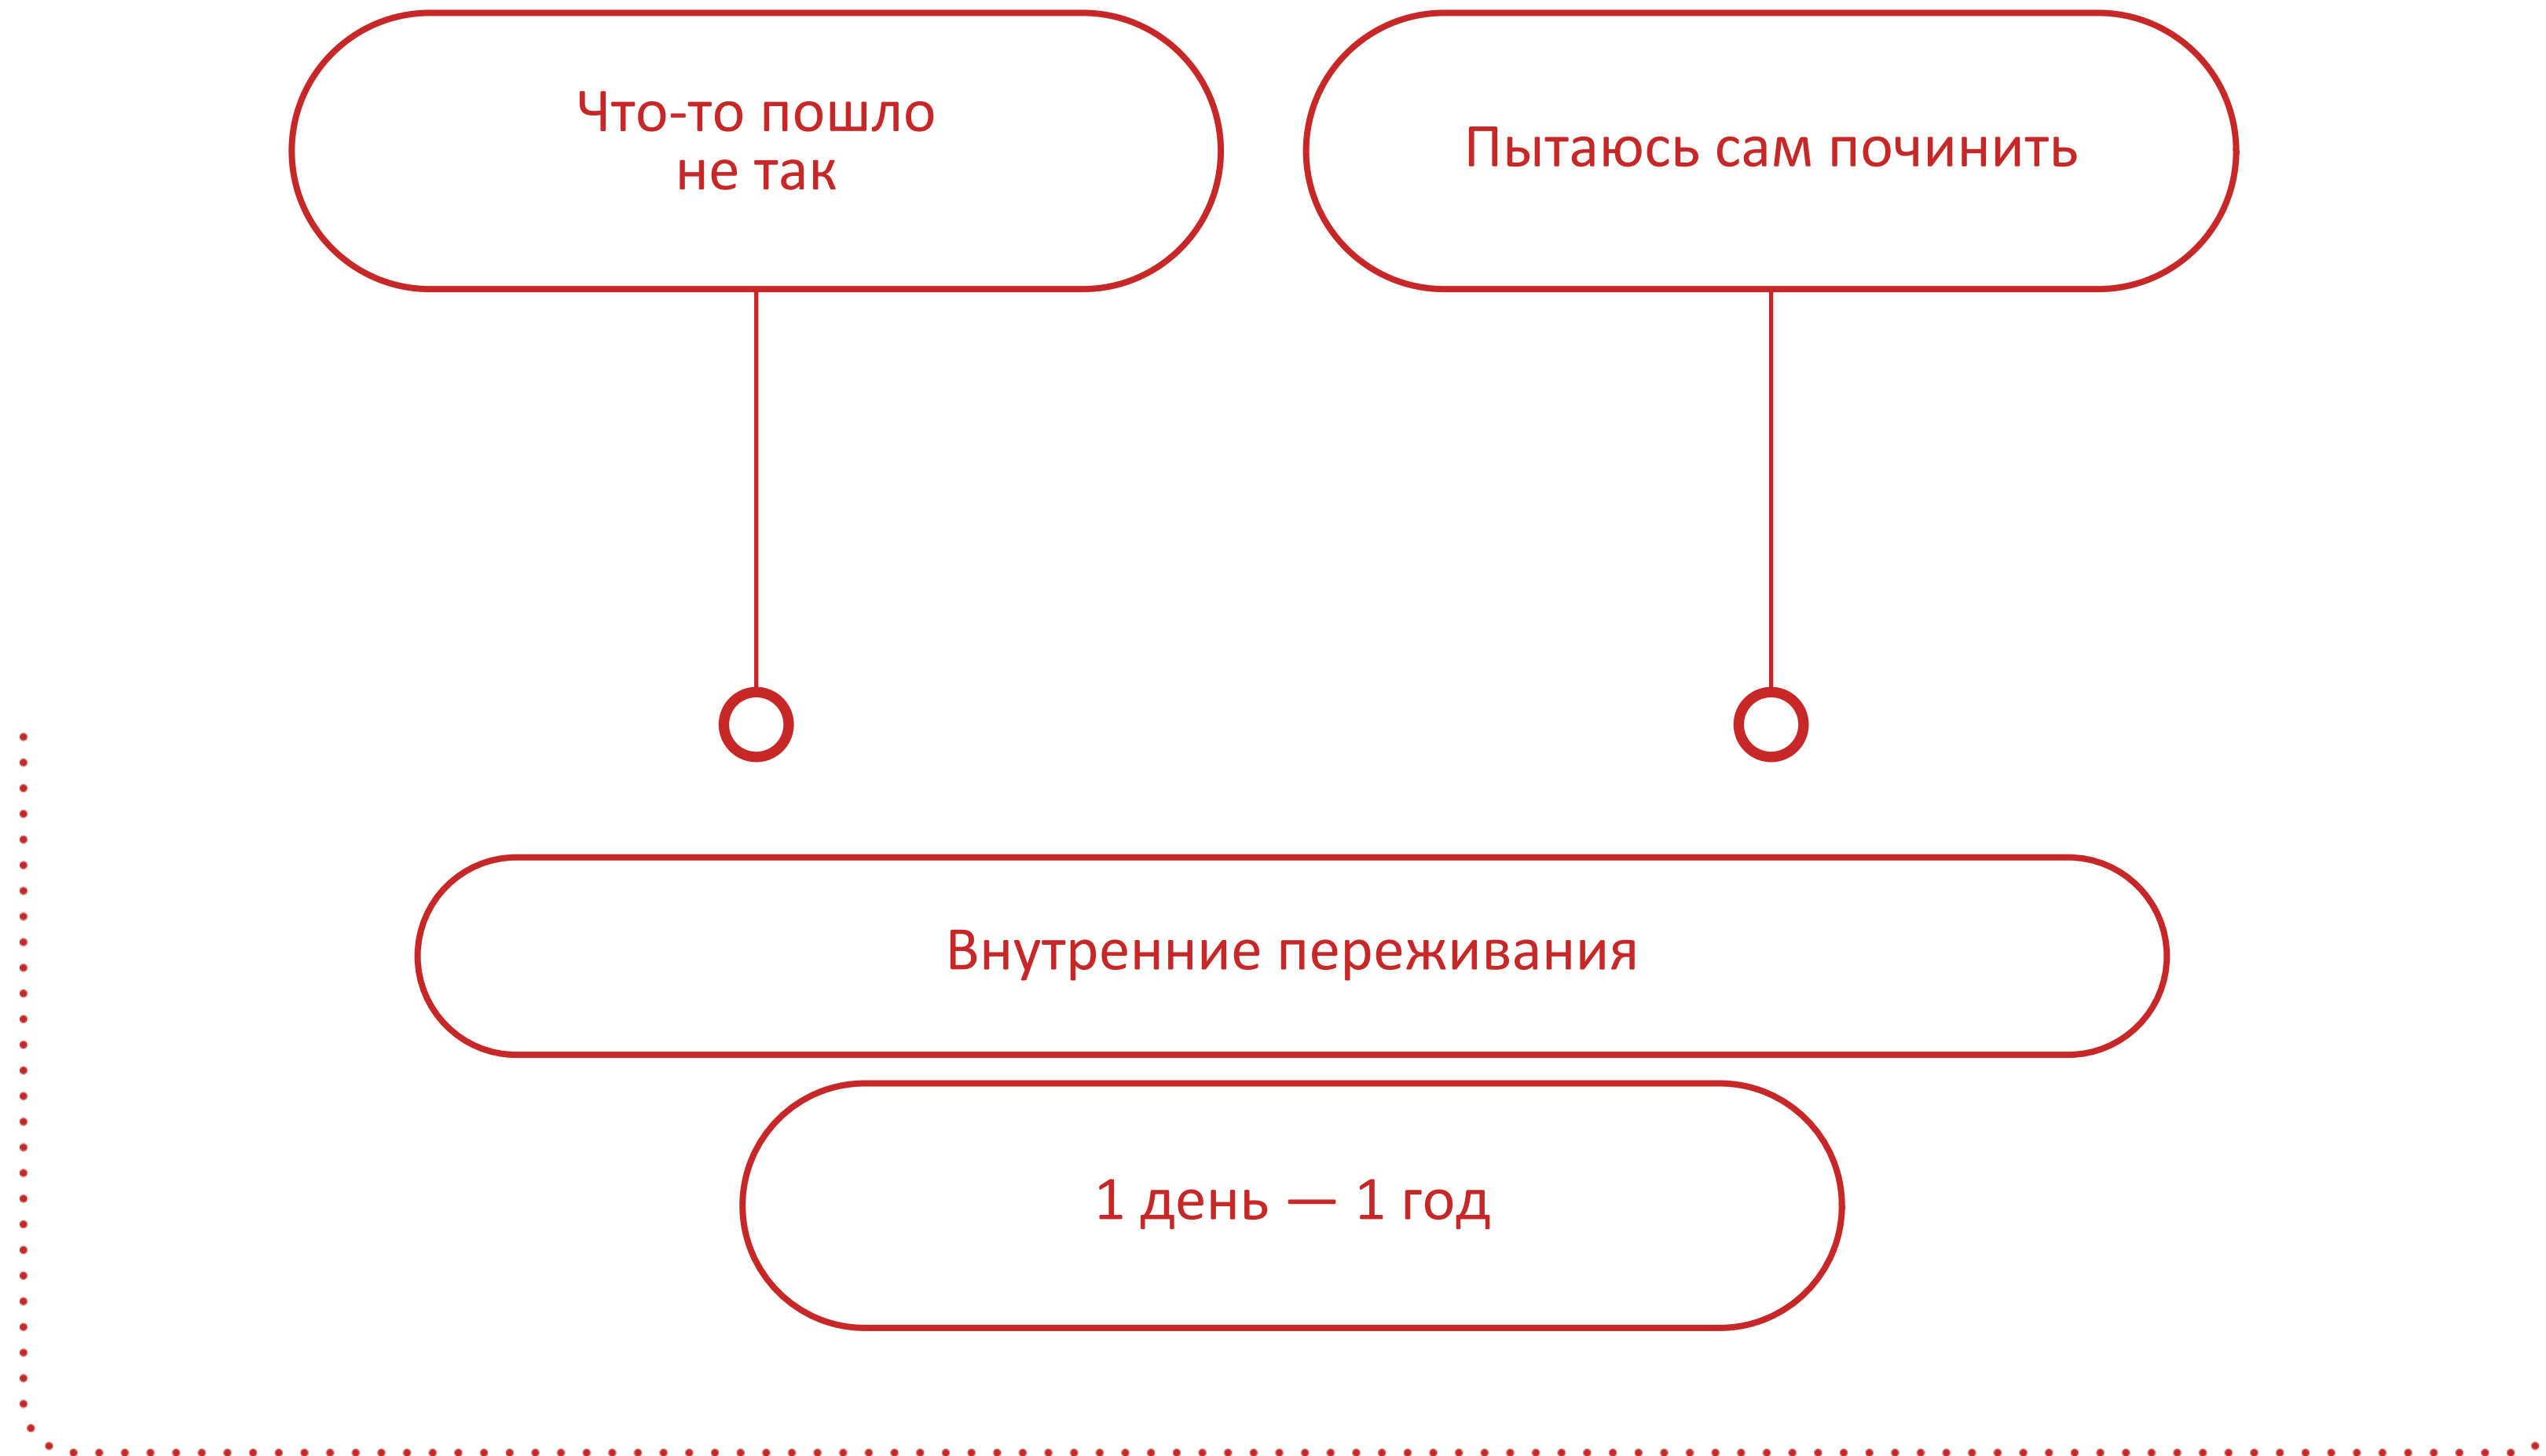 Что-то пошло
не так
Пытаюсь сам починить
Внутренние переживания
1 день — 1 год